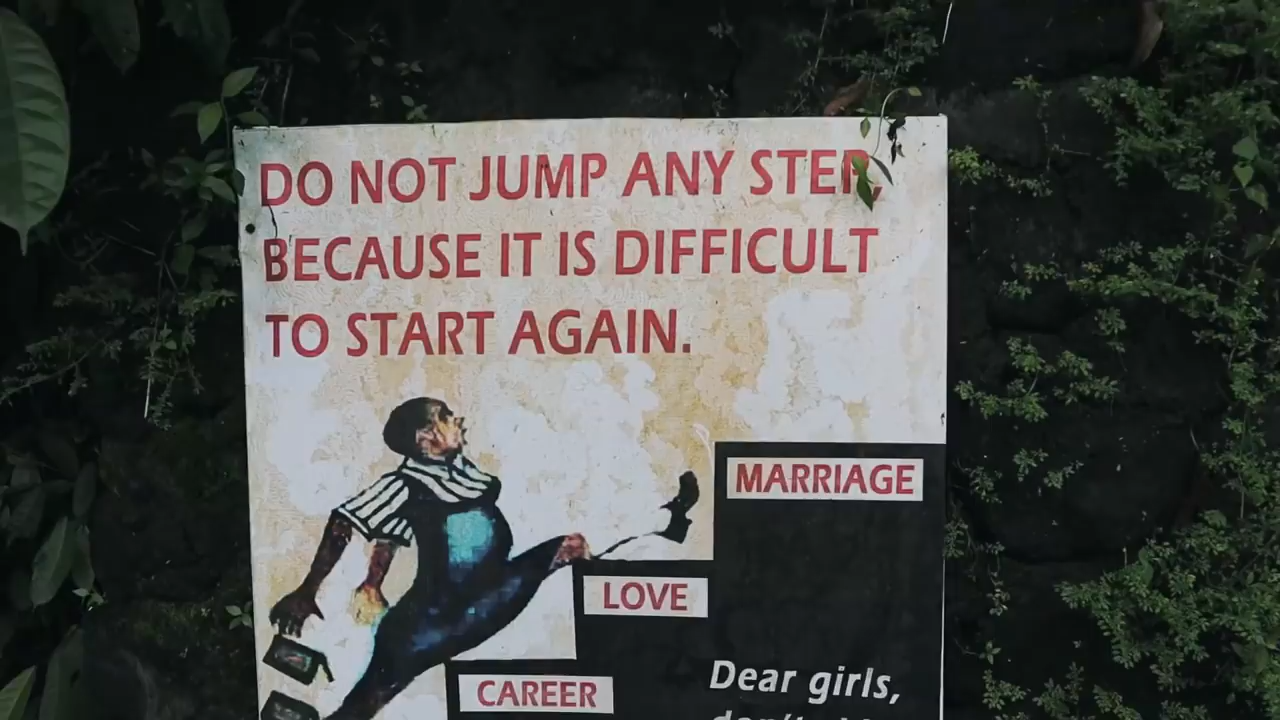 DO NOT JUMP ANY STEP,
BECAUSE IT IS DIFFICULT
TO START AGAIN.
MARRIAGE
LOVE
CAREER
Dear girls,